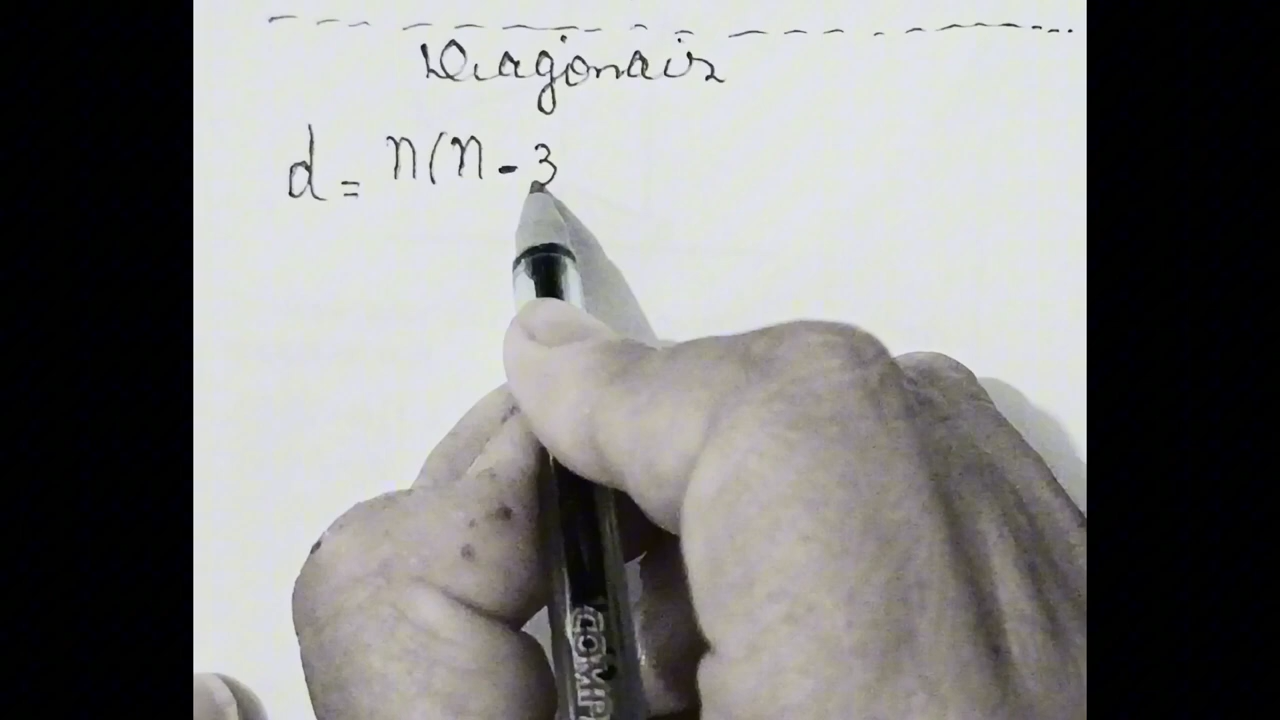 Diagonais
d = n(n - 3
COMP